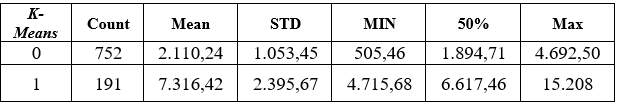 K-Means Count Mean STD MIN 50% Max
0 752 2.110,24 1.053,45 505,46 1.894,71 4.692,50
1 191 7.316,42 2.395,67 4.715,68 6.617,46 15.208